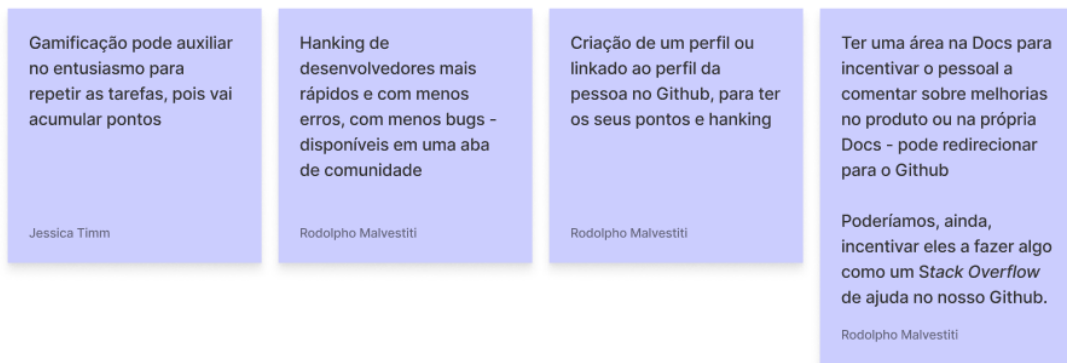 Gamificação pode auxiliar
no entusiasmo para
repetir as tarefas, pois vai
acumular pontos
Jessica Timm
Hanking de
desenvolvedores mais
rápidos e com menos
erros, com menos bugs -
disponíveis em uma aba
de comunidade
Rodolpho Malvestiti
Criação de um perfil ou
linkado ao perfil da
pessoa no Github, para ter
os seus pontos e hanking
Rodolpho Malvestiti
Ter uma área na Docs para
incentivar o pessoal a
comentar sobre melhorias
no produto ou na própria
Docs - pode redirecionar
para o Github
Poderíamos, ainda,
incentivar eles a fazer algo
como um Stack Overflow
de ajuda no nosso Github.
Rodolpho Malvestiti